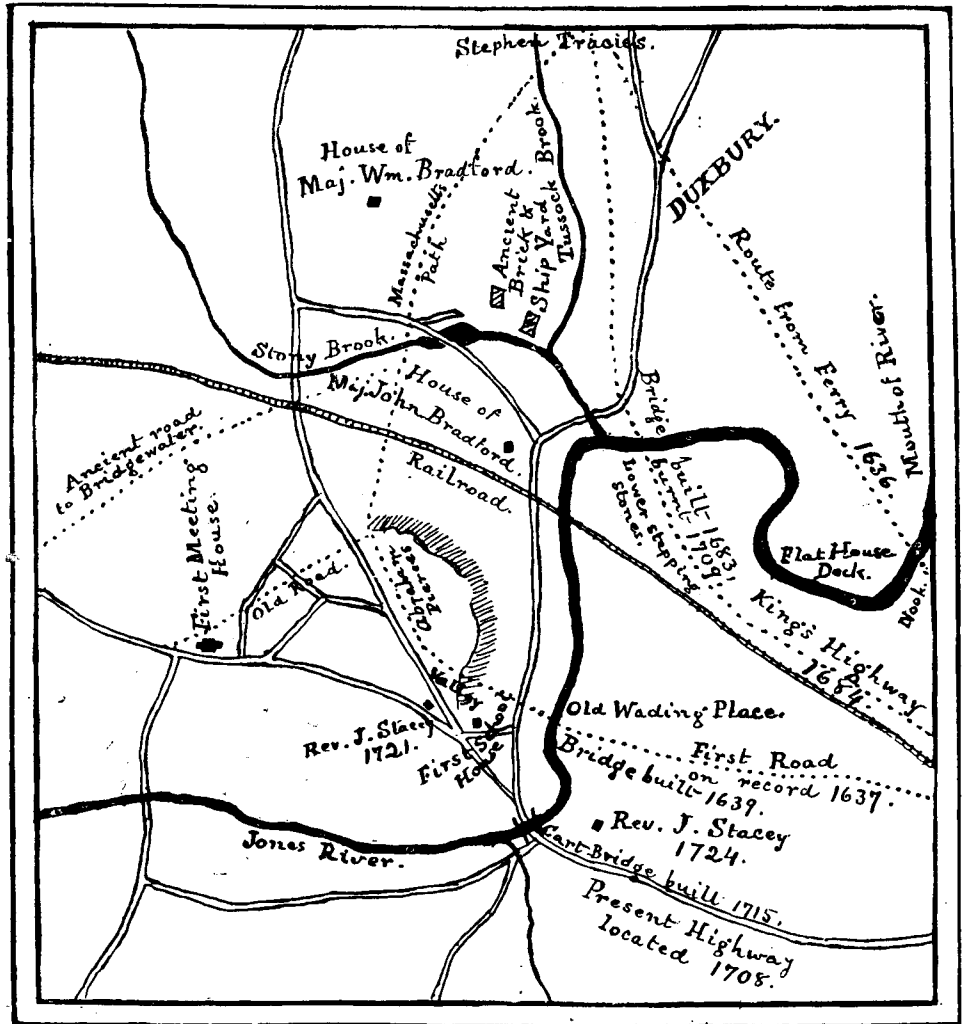 Stephen Tracies.
House of
Maj. Wm. Bradford.
Massachusetts
Path
Ancient
Brick &
Ship Yard
Tussock Brook.
DUXBURY.
Route from Ferry 1636
Mouth of River.
Stony Brook.
House of
Maj. John Bradford.
Railroad.
Ancient road
to Bridgewater.
First Meeting
House.
Old Road.
Abraham
Pierces
Bridge built 1683,
burnt 1709.
Lower stepping
stones.
Flat House
Dock.
Nook.
King's Highway
1684.
Valley
Rev. J. Stacey
1721.
First School
House
Old Wading Place.
First Road
on record 1637.
Bridge built 1639.
Rev. J. Stacey
1724.
Jones River.
Cart Bridge built 1715.
Present Highway
located 1708.